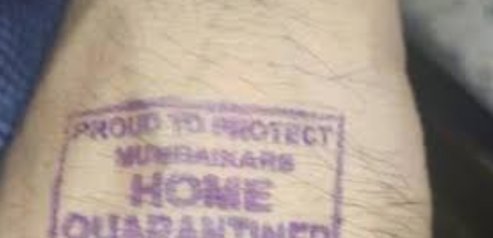 PROUD TO PROTECT
MUMBAIKARS
HOME
QUARANTINED